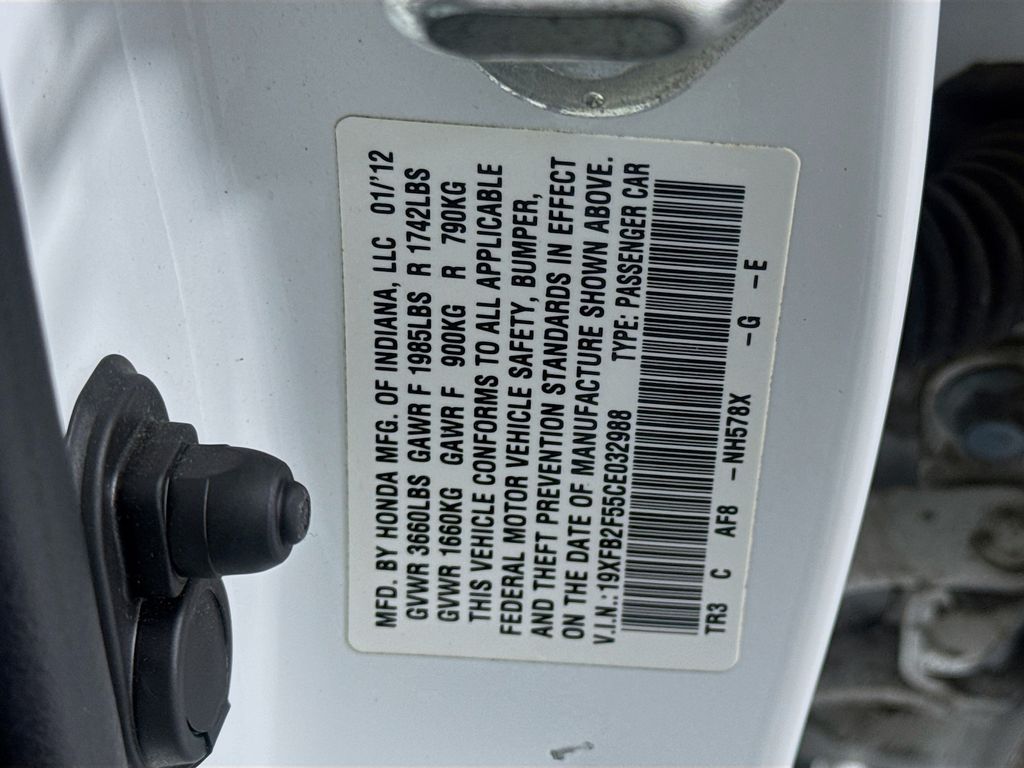 MFD. BY HONDA MFG. OF INDIANA, LLC 01/'12
GVWR 3660LBS GAWR F 1985LBS R 1742LBS
GVWR 1660KG GAWR F 900KG R 790KG
THIS VEHICLE CONFORMS TO ALL APPLICABLE
FEDERAL MOTOR VEHICLE SAFETY, BUMPER,
AND THEFT PREVENTION STANDARDS IN EFFECT
ON THE DATE OF MANUFACTURE SHOWN ABOVE.
V.I.N.:19XFB2F55CE032988 TYPE: PASSENGER CAR
TR3 C AF8 -NH578X -G -E